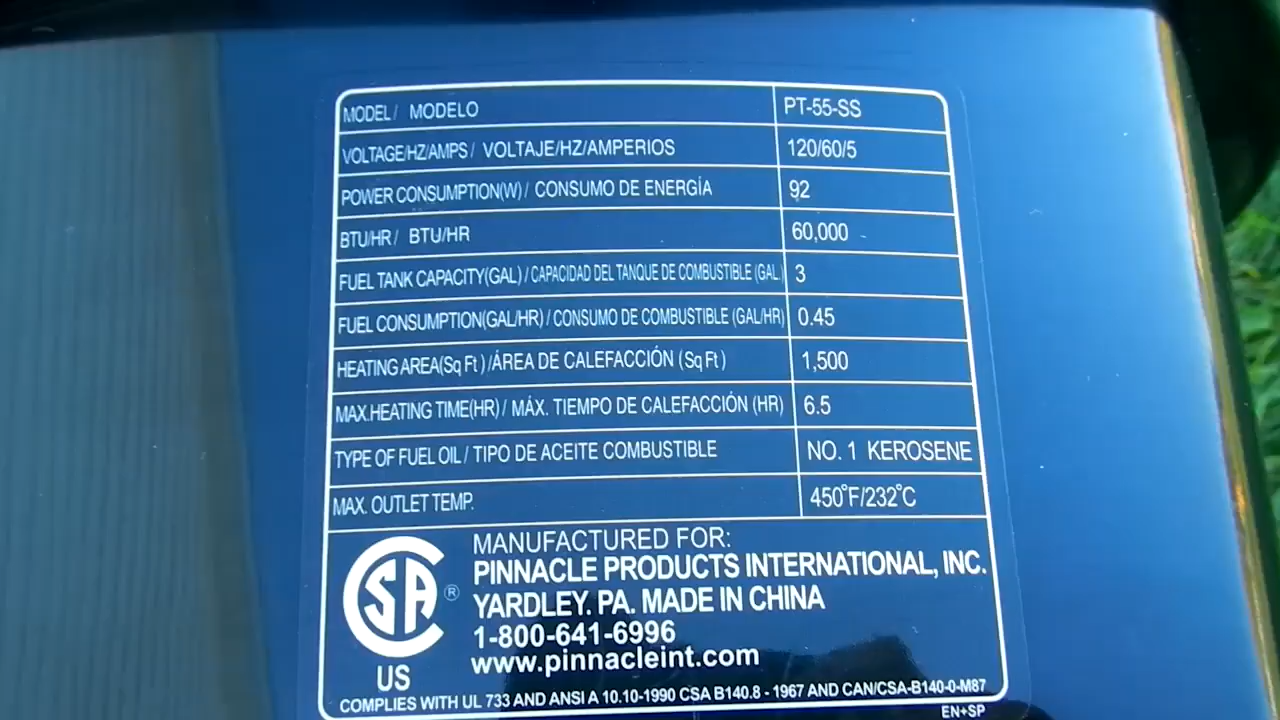 MODEL/ MODELO PT-55-SS
VOLTAGE/HZ/AMPS/ VOLTAJE/HZ/AMPERIOS 120/60/5
POWER CONSUMPTION(W)/ CONSUMO DE ENERGÍA 92
BTU/HR/ BTU/HR 60,000
FUEL TANK CAPACITY(GAL)/CAPACIDAD DEL TANQUE DE COMBUSTIBLE (GAL. 3
FUEL CONSUMPTION(GAL/HR)/CONSUMO DE COMBUSTIBLE (GAL/HR) 0.45
HEATING AREA(Sq Ft)/ÁREA DE CALEFACCIÓN (Sq Ft) 1,500
MAX.HEATING TIME(HR)/ MÁX. TIEMPO DE CALEFACCIÓN (HR) 6.5
TYPE OF FUEL OIL/ TIPO DE ACEITE COMBUSTIBLE NO. 1 KEROSENE
MAX. OUTLET TEMP. 450°F/232°C
MANUFACTURED FOR:
PINNACLE PRODUCTS INTERNATIONAL, INC.
YARDLEY. PA. MADE IN CHINA
1-800-641-6996
www.pinnacleint.com
CSA ®
US
COMPLIES WITH UL 733 AND ANSI A 10.10-1990 CSA B140.8 - 1967 AND CAN/CSA-B140-0-M87
EN+SP